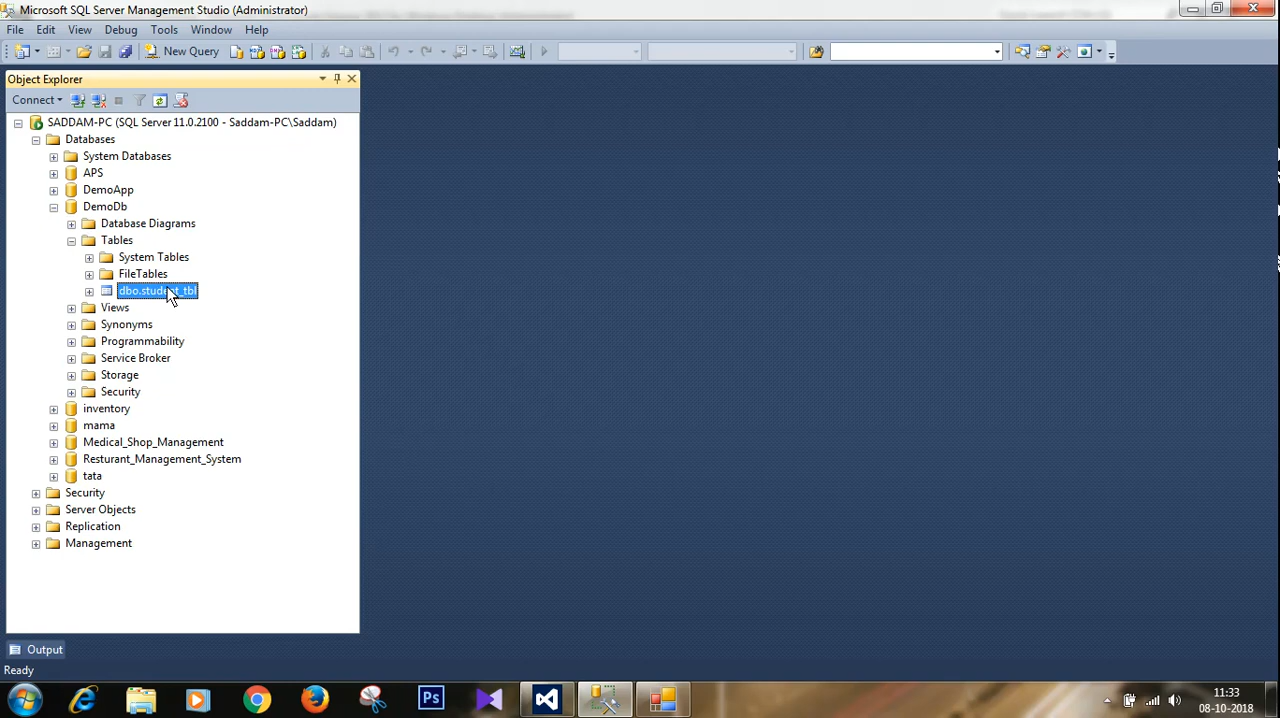 Microsoft SQL Server Management Studio (Administrator)
File Edit View Debug Tools Window Help
New Query
Object Explorer
Connect
SADDAM-PC (SQL Server 11.0.2100 - Saddam-PC\Saddam)
Databases
System Databases
APS
DemoApp
DemoDb
Database Diagrams
Tables
System Tables
FileTables
dbo.student_tbl
Views
Synonyms
Programmability
Service Broker
Storage
Security
inventory
mama
Medical_Shop_Management
Resturant_Management_System
tata
Security
Server Objects
Replication
Management
Output
Ready
Ps
11:33
08-10-2018